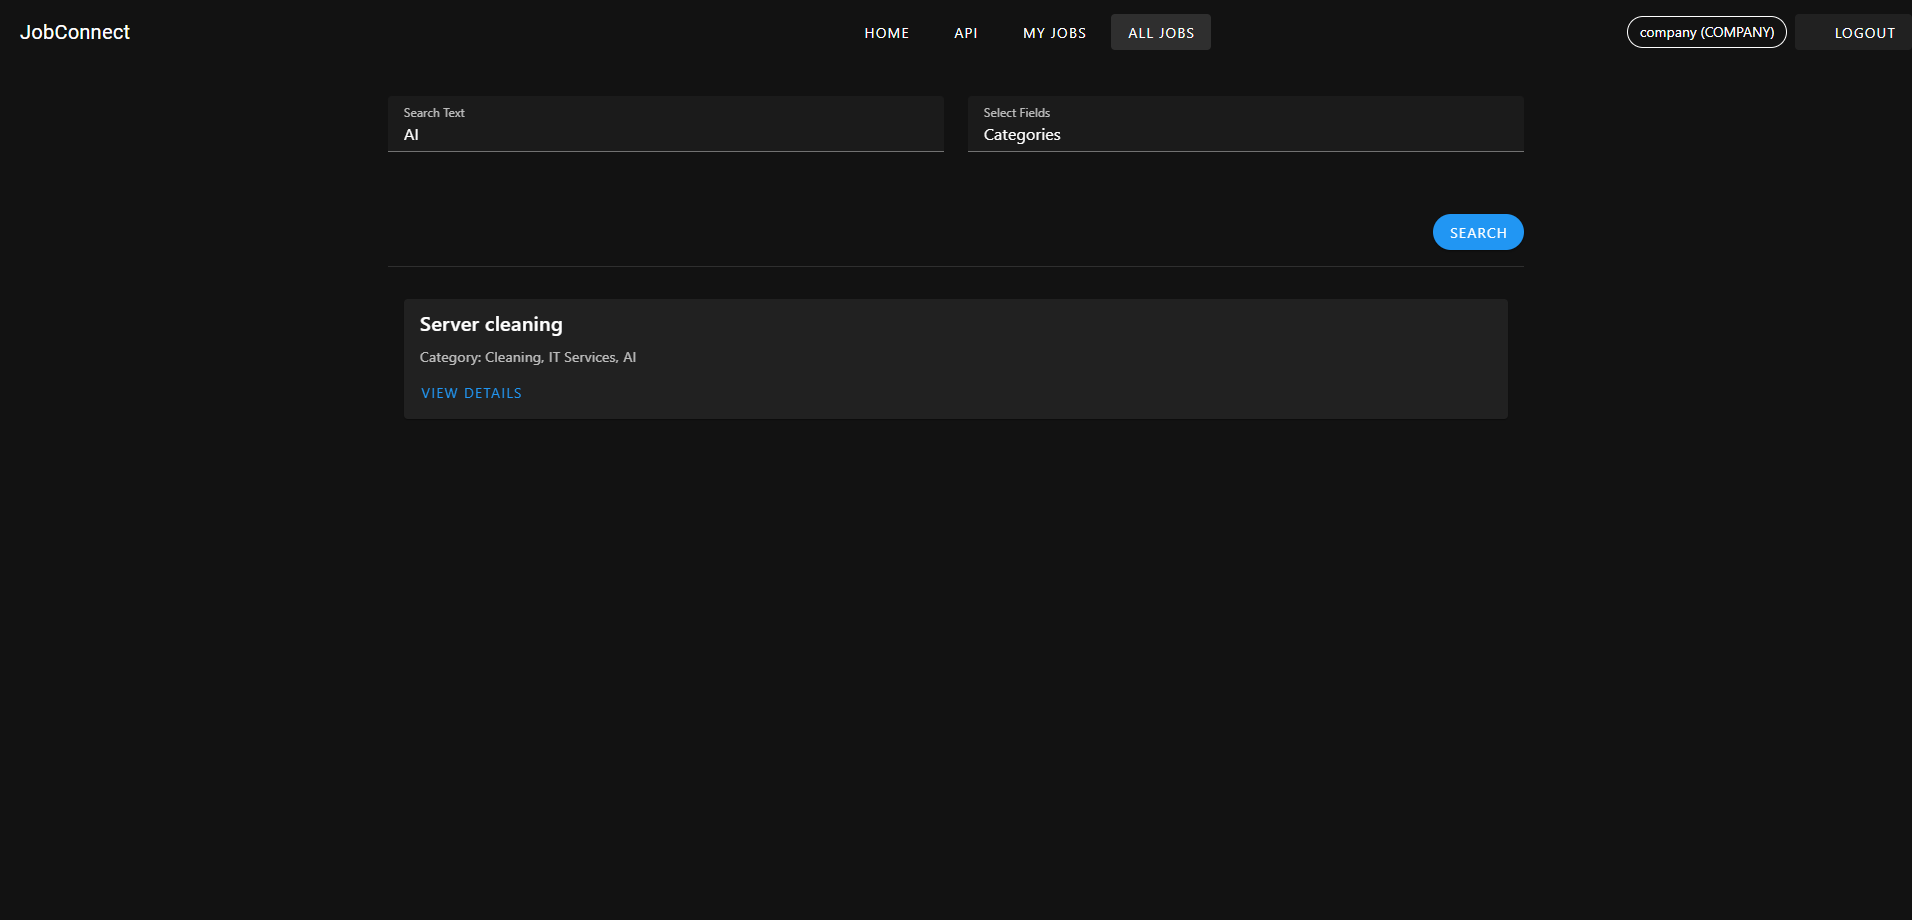 JobConnect
HOME
API
MY JOBS
ALL JOBS
company (COMPANY)
LOGOUT
Search Text
AI
Select Fields
Categories
SEARCH
Server cleaning
Category: Cleaning, IT Services, AI
VIEW DETAILS